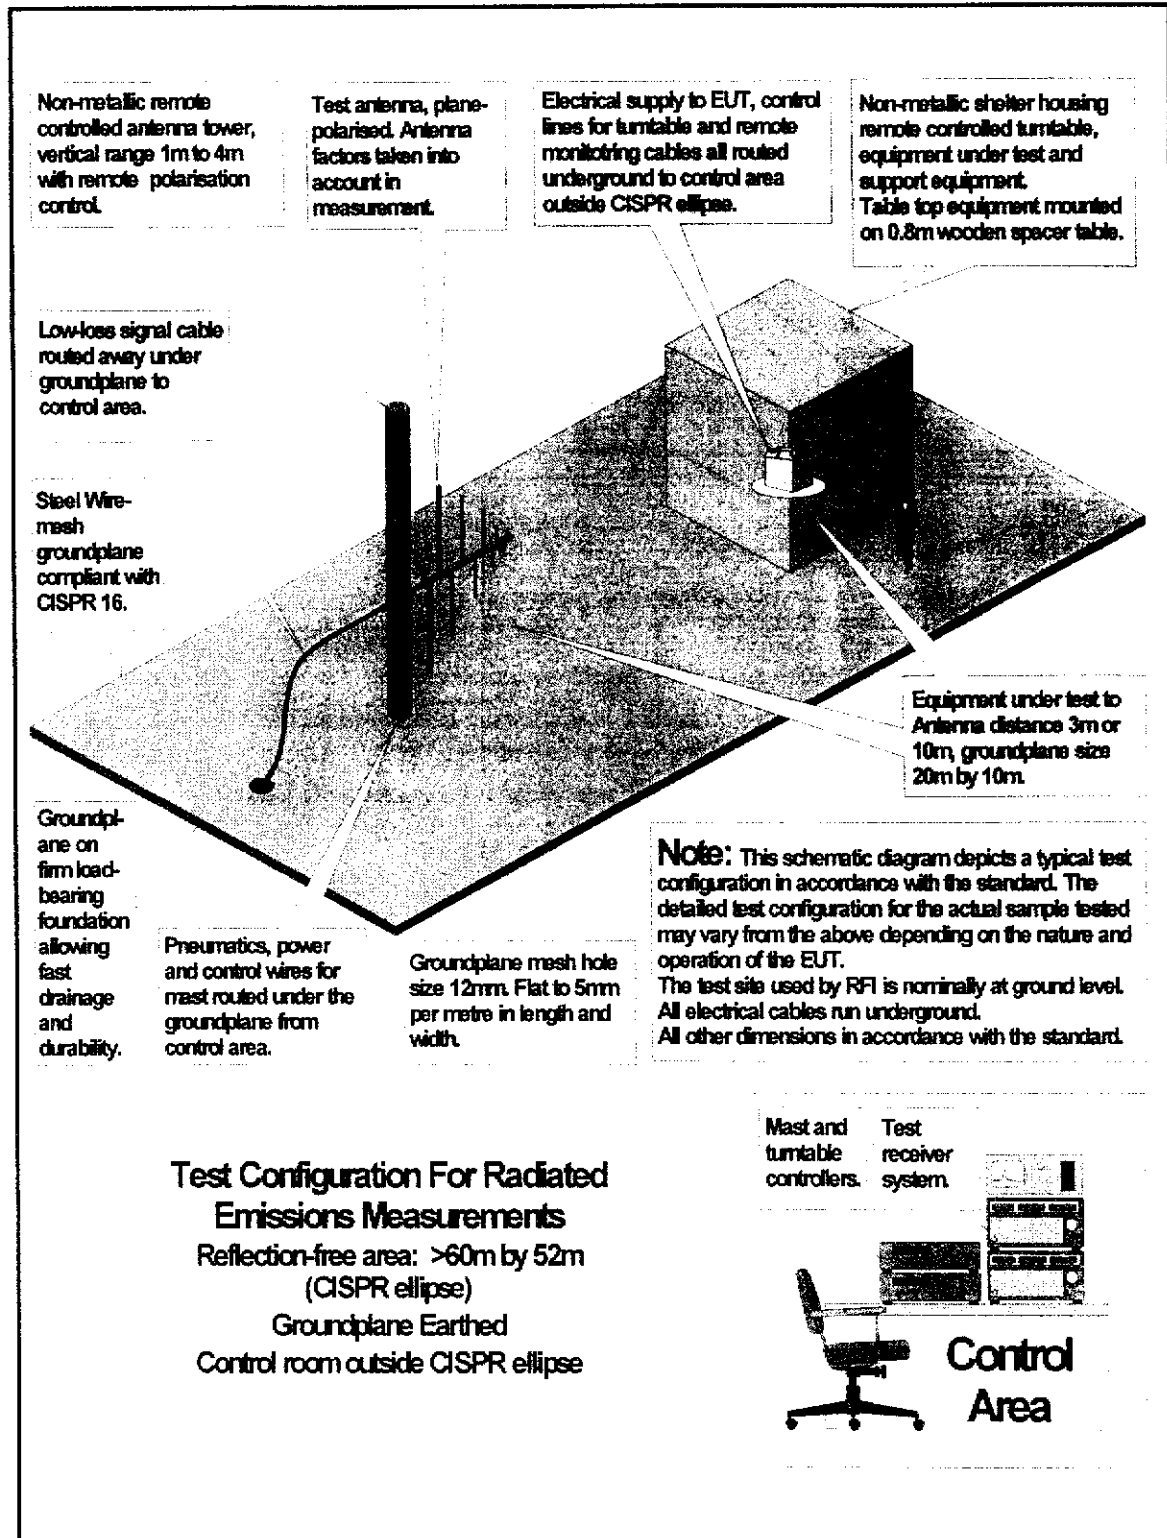 Non-metallic remote
controlled antenna tower,
vertical range 1m to 4m
with remote polarisation
control.
Test antenna, plane-
polarised. Antenna
factors taken into
account in
measurement.
Electrical supply to EUT, control
lines for turntable and remote
monitotring cables all routed
underground to control area
outside CISPR ellipse.
Non-metallic shelter housing
remote controlled turntable,
equipment under test and
support equipment.
Table top equipment mounted
on 0.8m wooden spacer table.
Low-loss signal cable
routed away under
groundplane to
control area.
Steel Wire-
mesh
groundplane
compliant with
CISPR 16.
Equipment under test to
Antenna distance 3m or
10m, groundplane size
20m by 10m.
Groundpl-
ane on
firm load-
bearing
foundation
allowing
fast
drainage
and
durability.
Pneumatics, power
and control wires for
mast routed under the
groundplane from
control area.
Groundplane mesh hole
size 12mm. Flat to 5mm
per metre in length and
width.
Note: This schematic diagram depicts a typical test
configuration in accordance with the standard. The
detailed test configuration for the actual sample tested
may vary from the above depending on the nature and
operation of the EUT.
The test site used by RFI is nominally at ground level.
All electrical cables run underground.
All other dimensions in accordance with the standard.
Mast and
turntable
controllers.
Test
receiver
system.
Test Configuration For Radiated
Emissions Measurements
Reflection-free area: >60m by 52m
(CISPR ellipse)
Groundplane Earthed
Control room outside CISPR ellipse
Control
Area